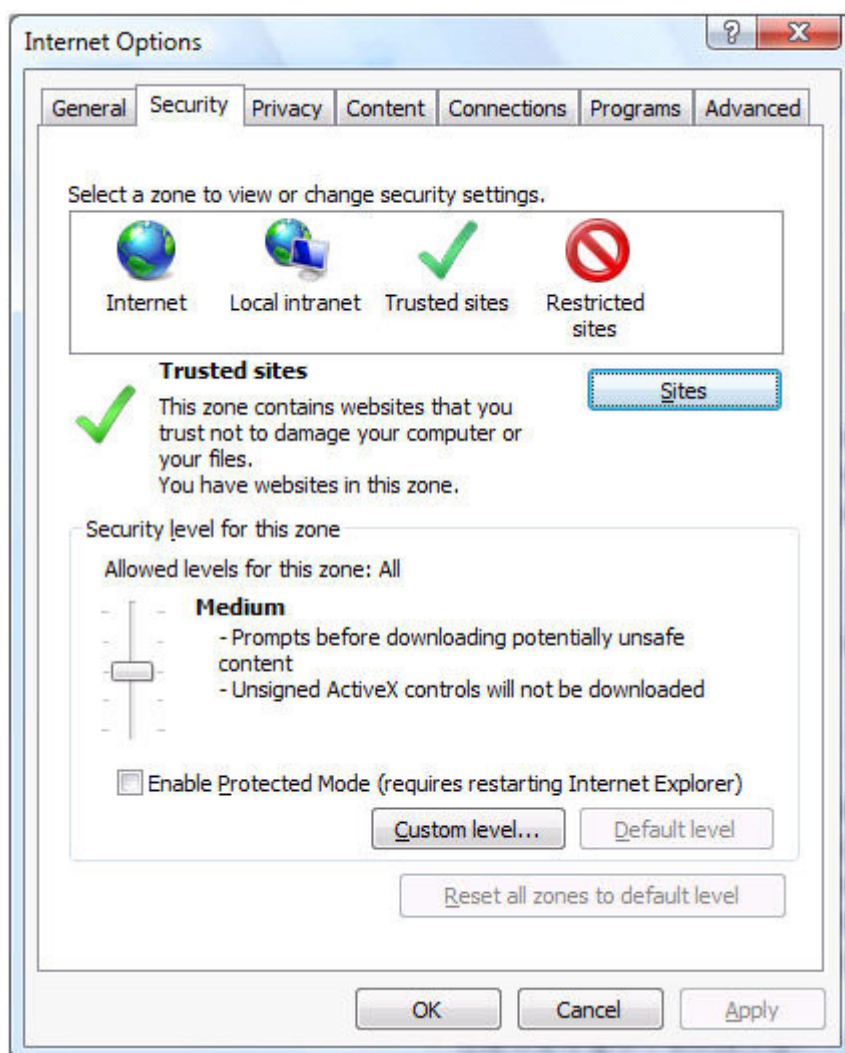 Internet Options
General Security Privacy Content Connections Programs Advanced
Select a zone to view or change security settings.
Internet Local intranet Trusted sites Restricted
sites
Trusted sites
Sites
This zone contains websites that you
trust not to damage your computer or
your files.
You have websites in this zone.
Security level for this zone
Allowed levels for this zone: All
Medium
- Prompts before downloading potentially unsafe
content
- Unsigned ActiveX controls will not be downloaded
Enable Protected Mode (requires restarting Internet Explorer)
Custom level... Default level
Reset all zones to default level
OK Cancel Apply